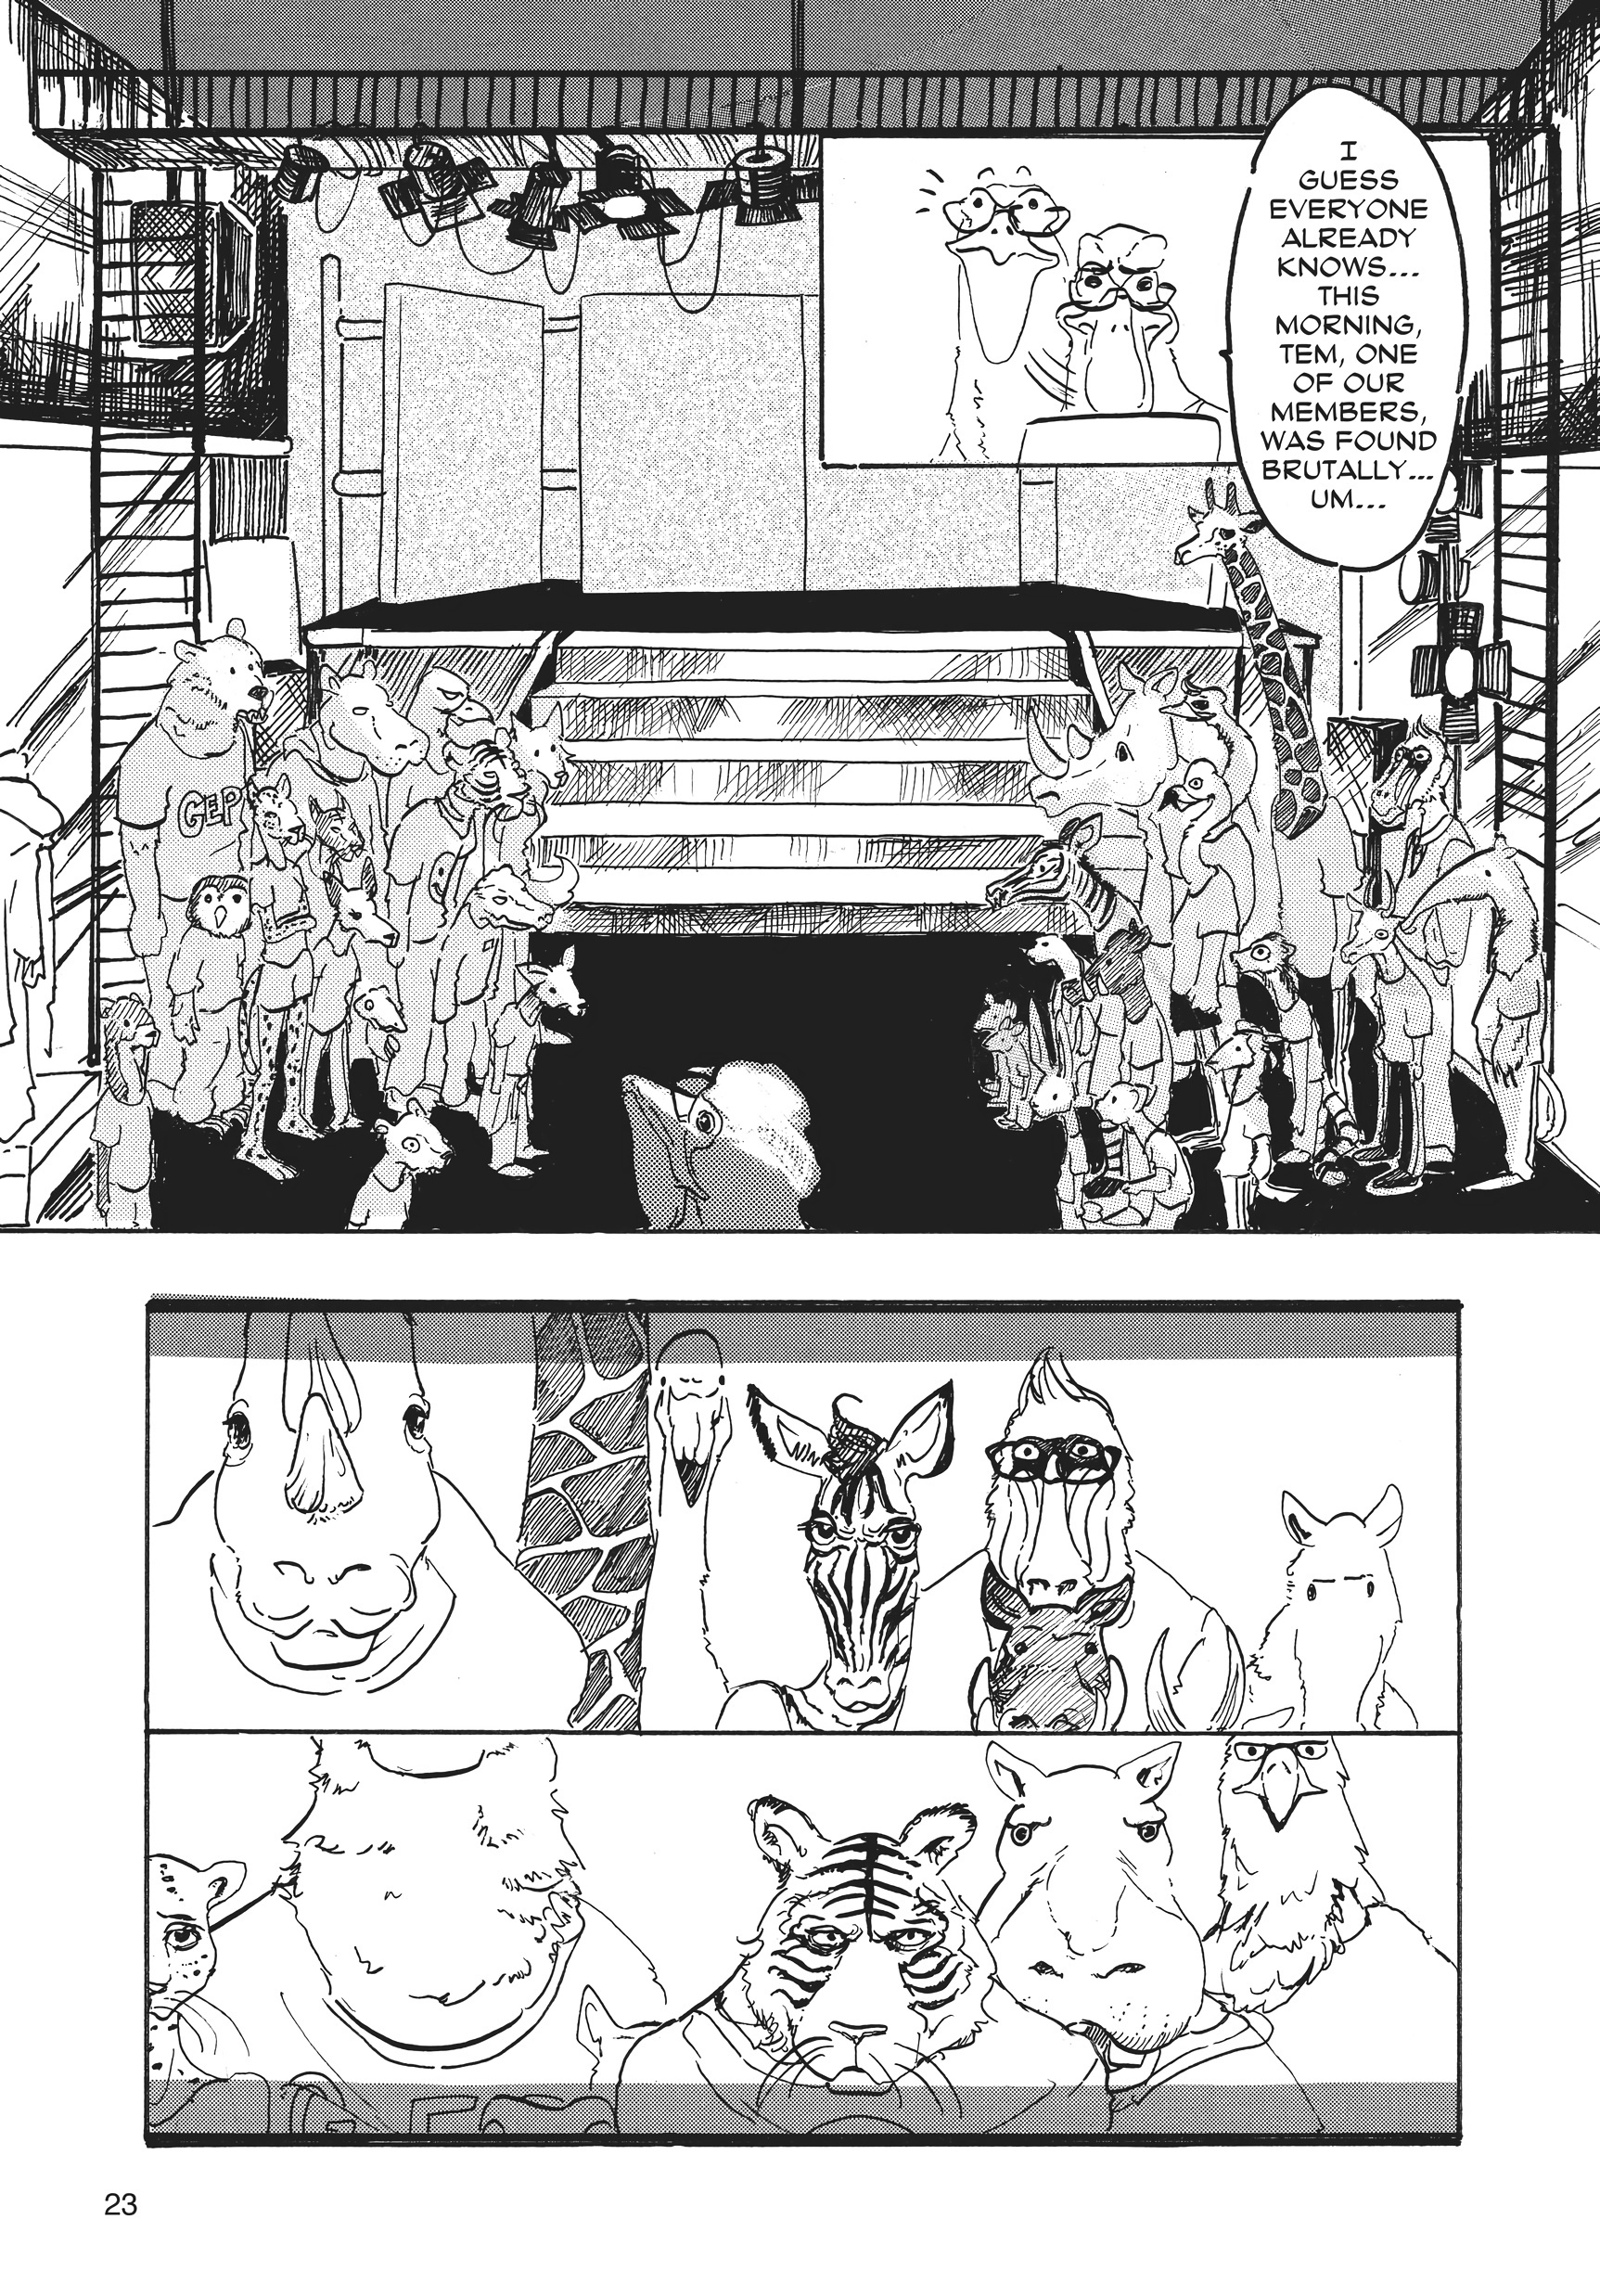 I
GUESS
EVERYONE
ALREADY
KNOWS...
THIS
MORNING,
TEM, ONE
OF OUR
MEMBERS,
WAS FOUND
BRUTALLY...
UM...
GEP
23